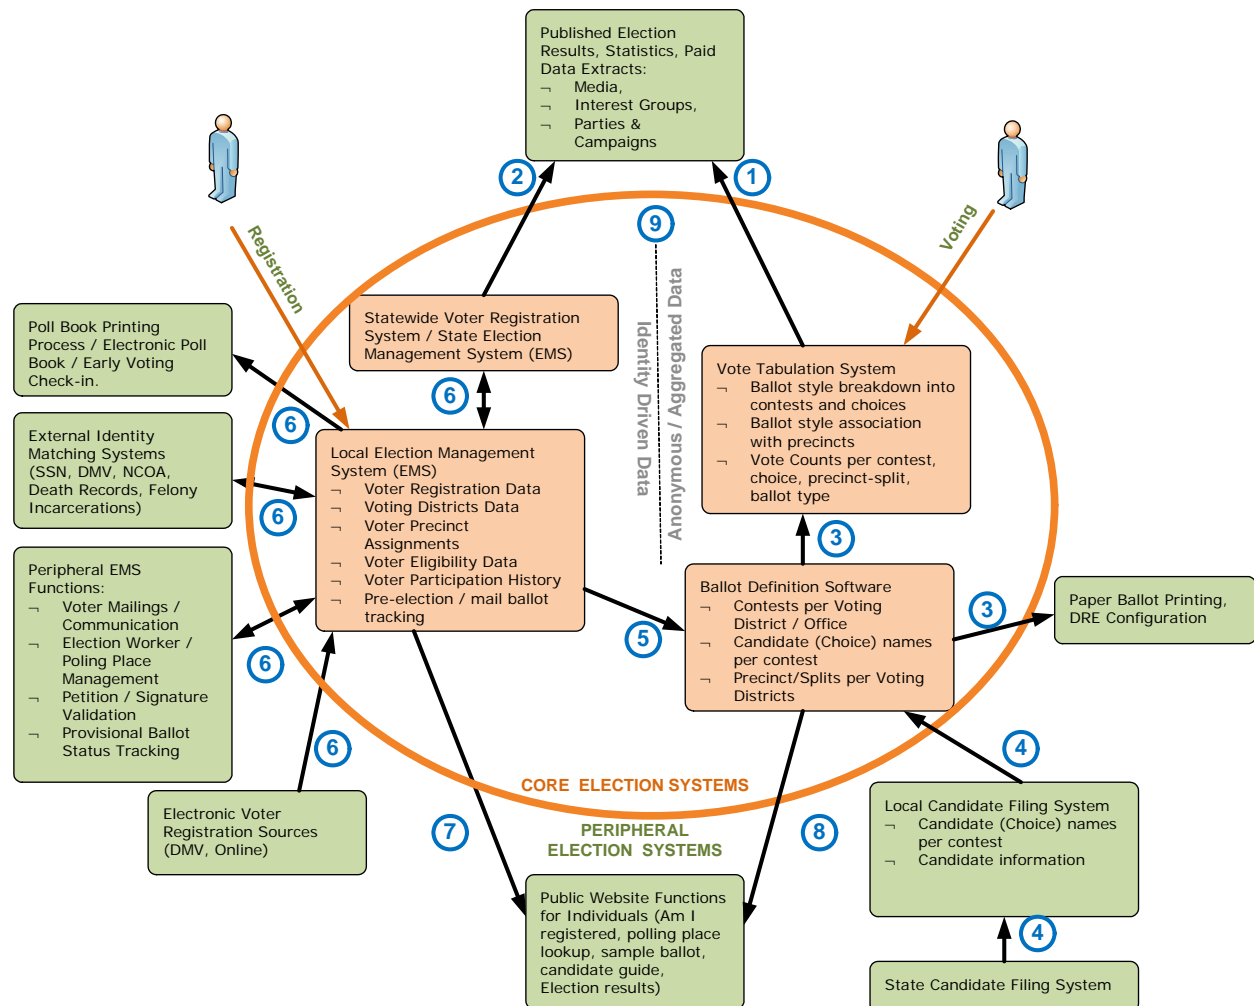 Published Election
Results, Statistics, Paid
Data Extracts:
¬ Media,
¬ Interest Groups,
¬ Parties &
Campaigns
2
1
9
Registration
Voting
Identity Driven Data
Anonymous / Aggregated Data
Poll Book Printing
Process / Electronic Poll
Book / Early Voting
Check-in.
Statewide Voter Registration
System / State Election
Management System (EMS)
6
6
Vote Tabulation System
¬ Ballot style breakdown into
contests and choices
¬ Ballot style association
with precincts
¬ Vote Counts per contest,
choice, precinct-split,
ballot type
External Identity
Matching Systems
(SSN, DMV, NCOA,
Death Records, Felony
Incarcerations)
6
Local Election Management
System (EMS)
¬ Voter Registration Data
¬ Voting Districts Data
¬ Voter Precinct
Assignments
¬ Voter Eligibility Data
¬ Voter Participation History
¬ Pre-election / mail ballot
tracking
3
Peripheral EMS
Functions:
¬ Voter Mailings /
Communication
¬ Election Worker /
Poling Place
Management
¬ Petition / Signature
Validation
¬ Provisional Ballot
Status Tracking
6
5
Ballot Definition Software
¬ Contests per Voting
District / Office
¬ Candidate (Choice) names
per contest
¬ Precinct/Splits per Voting
Districts
3
Paper Ballot Printing,
DRE Configuration
6
4
CORE ELECTION SYSTEMS
Electronic Voter
Registration Sources
(DMV, Online)
7
PERIPHERAL
ELECTION SYSTEMS
8
Local Candidate Filing System
¬ Candidate (Choice) names
per contest
¬ Candidate information
Public Website Functions
for Individuals (Am I
registered, polling place
lookup, sample ballot,
candidate guide,
Election results)
4
State Candidate Filing System